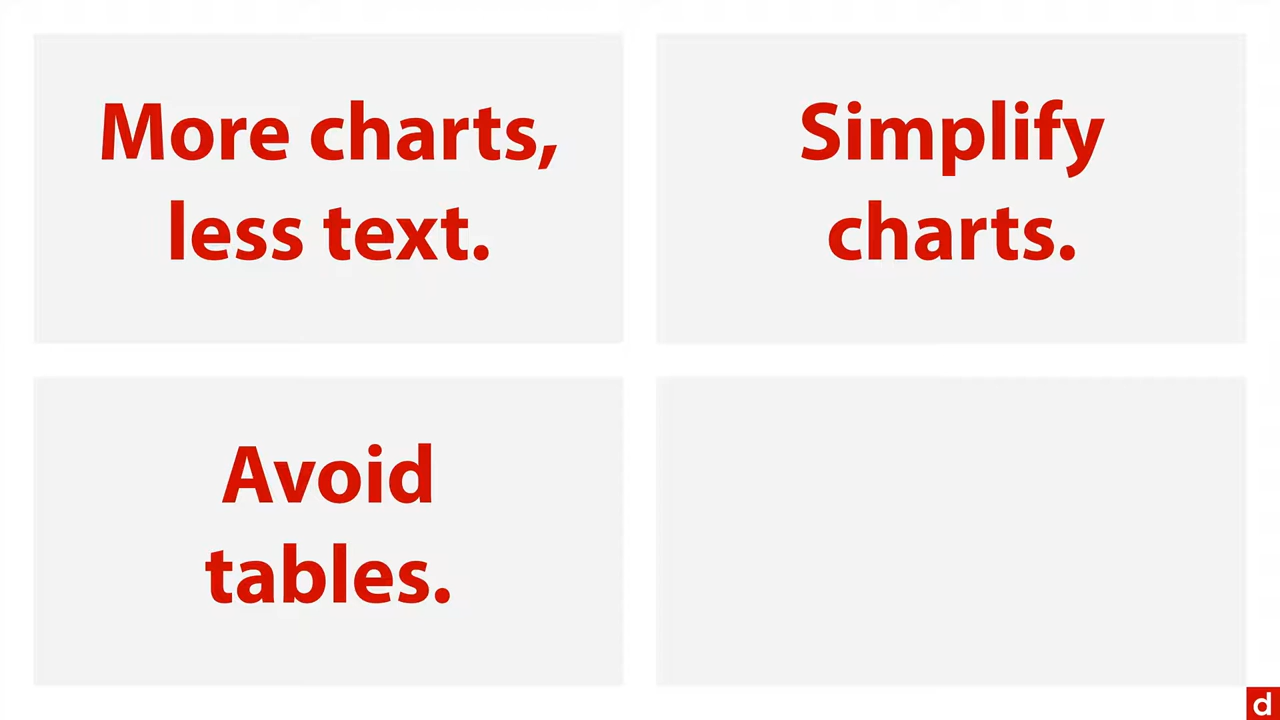 More charts,
less text.
Simplify
charts.
Avoid
tables.
d